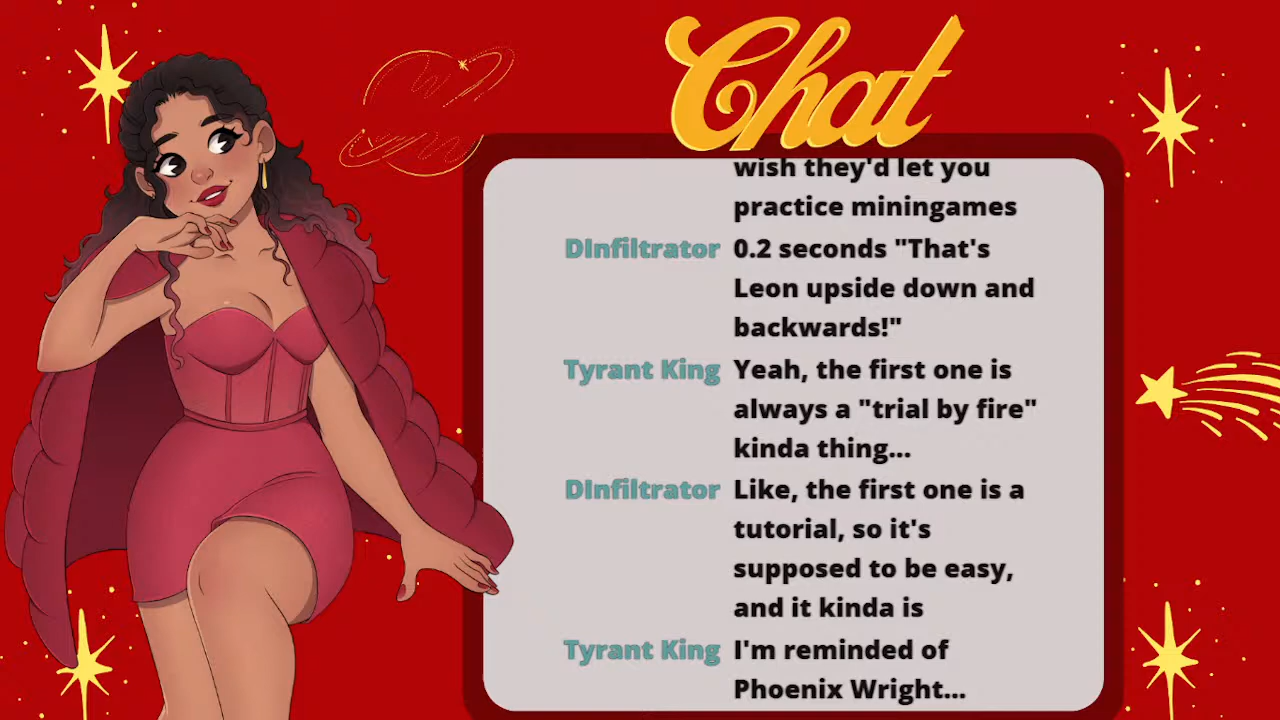 Chat
wish they'd let you
practice miningames
DInfiltrator 0.2 seconds "That's
Leon upside down and
backwards!"
Tyrant King Yeah, the first one is
always a "trial by fire"
kinda thing...
DInfiltrator Like, the first one is a
tutorial, so it's
supposed to be easy,
and it kinda is
Tyrant King I'm reminded of
Phoenix Wright...